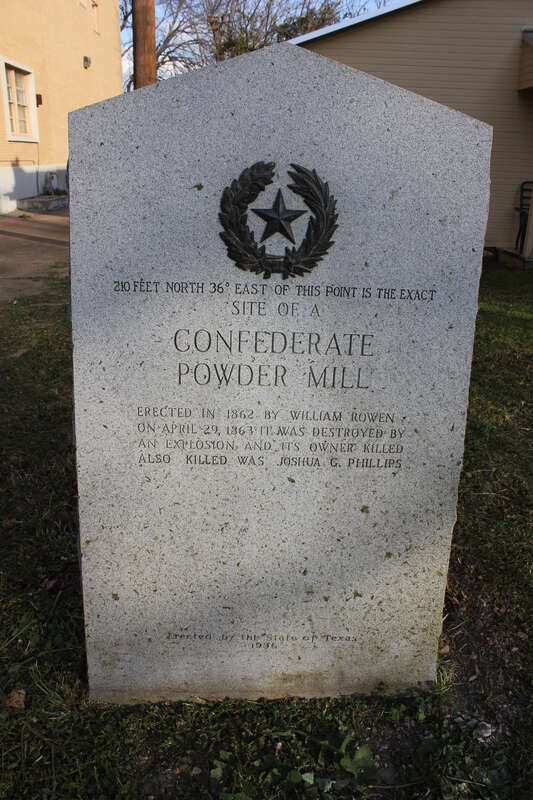 210 FEET NORTH 36° EAST OF THIS POINT IS THE EXACT
SITE OF A
CONFEDERATE
POWDER MILL
ERECTED IN 1862 BY WILLIAM ROWEN
ON APRIL 29, 1863 IT WAS DESTROYED BY
AN EXPLOSION AND ITS OWNER KILLED
ALSO KILLED WAS JOSHUA G. PHILLIPS
Erected by the State of Texas
1936